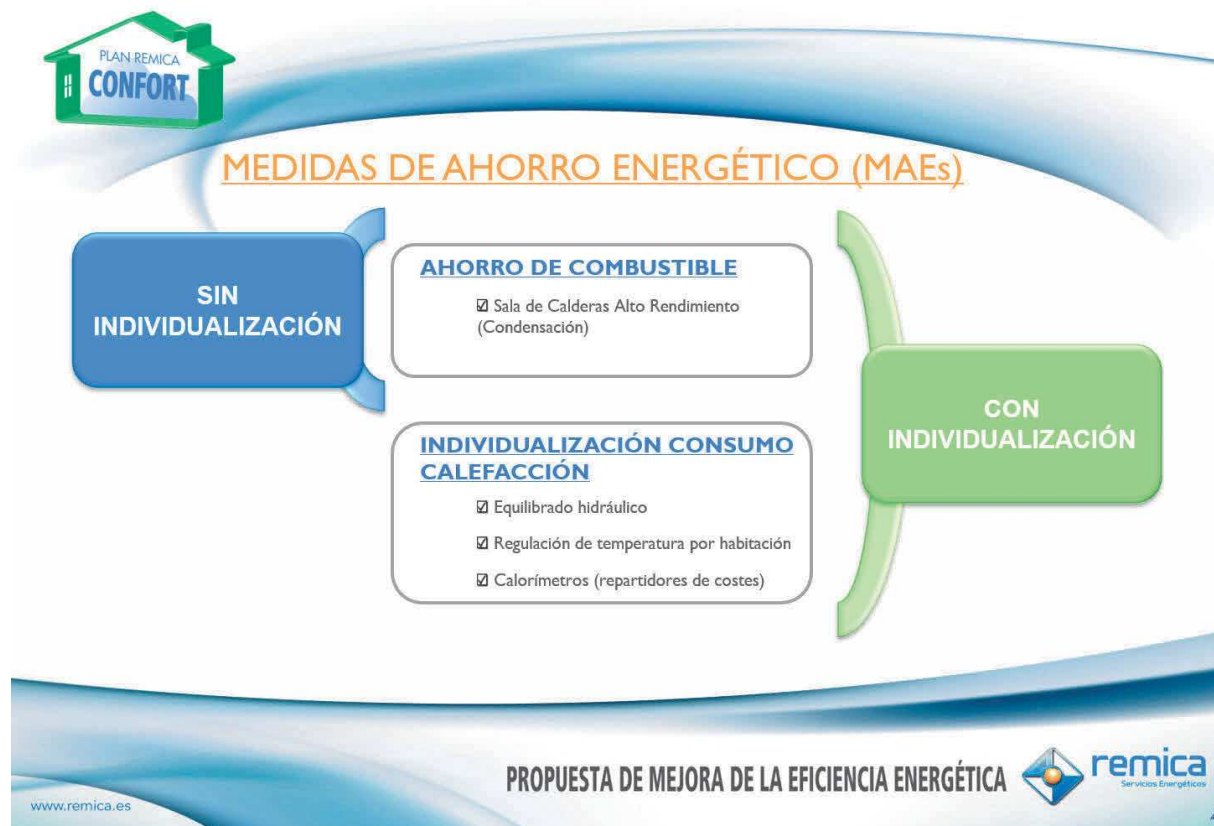 PLAN REMICA
CONFORT
MEDIDAS DE AHORRO ENERGÉTICO (MAEs)
SIN
INDIVIDUALIZACIÓN
AHORRO DE COMBUSTIBLE
☑ Sala de Calderas Alto Rendimiento
(Condensación)
INDIVIDUALIZACIÓN CONSUMO
CALEFACCIÓN
☑ Equilibrado hidráulico
☑ Regulación de temperatura por habitación
☑ Calorímetros (repartidores de costes)
CON
INDIVIDUALIZACIÓN
PROPUESTA DE MEJORA DE LA EFICIENCIA ENERGÉTICA
remica
Servicios Energéticos
www.remica.es